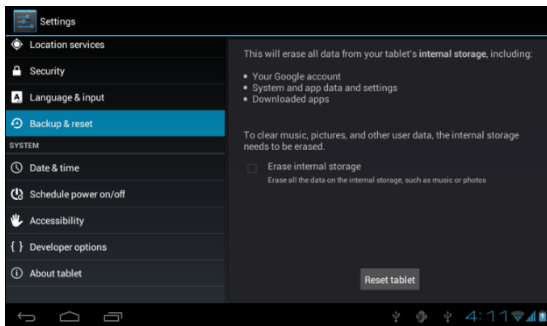 Settings
Location services
Security
A Language & input
Backup & reset
SYSTEM
Date & time
Schedule power on/off
Accessibility
{ } Developer options
About tablet
This will erase all data from your tablet's internal storage, including:
• Your Google account
• System and app data and settings
• Downloaded apps
To clear music, pictures, and other user data, the internal storage
needs to be erased.
Erase internal storage
Erase all the data on the internal storage, such as music or photos
Reset tablet
4:11